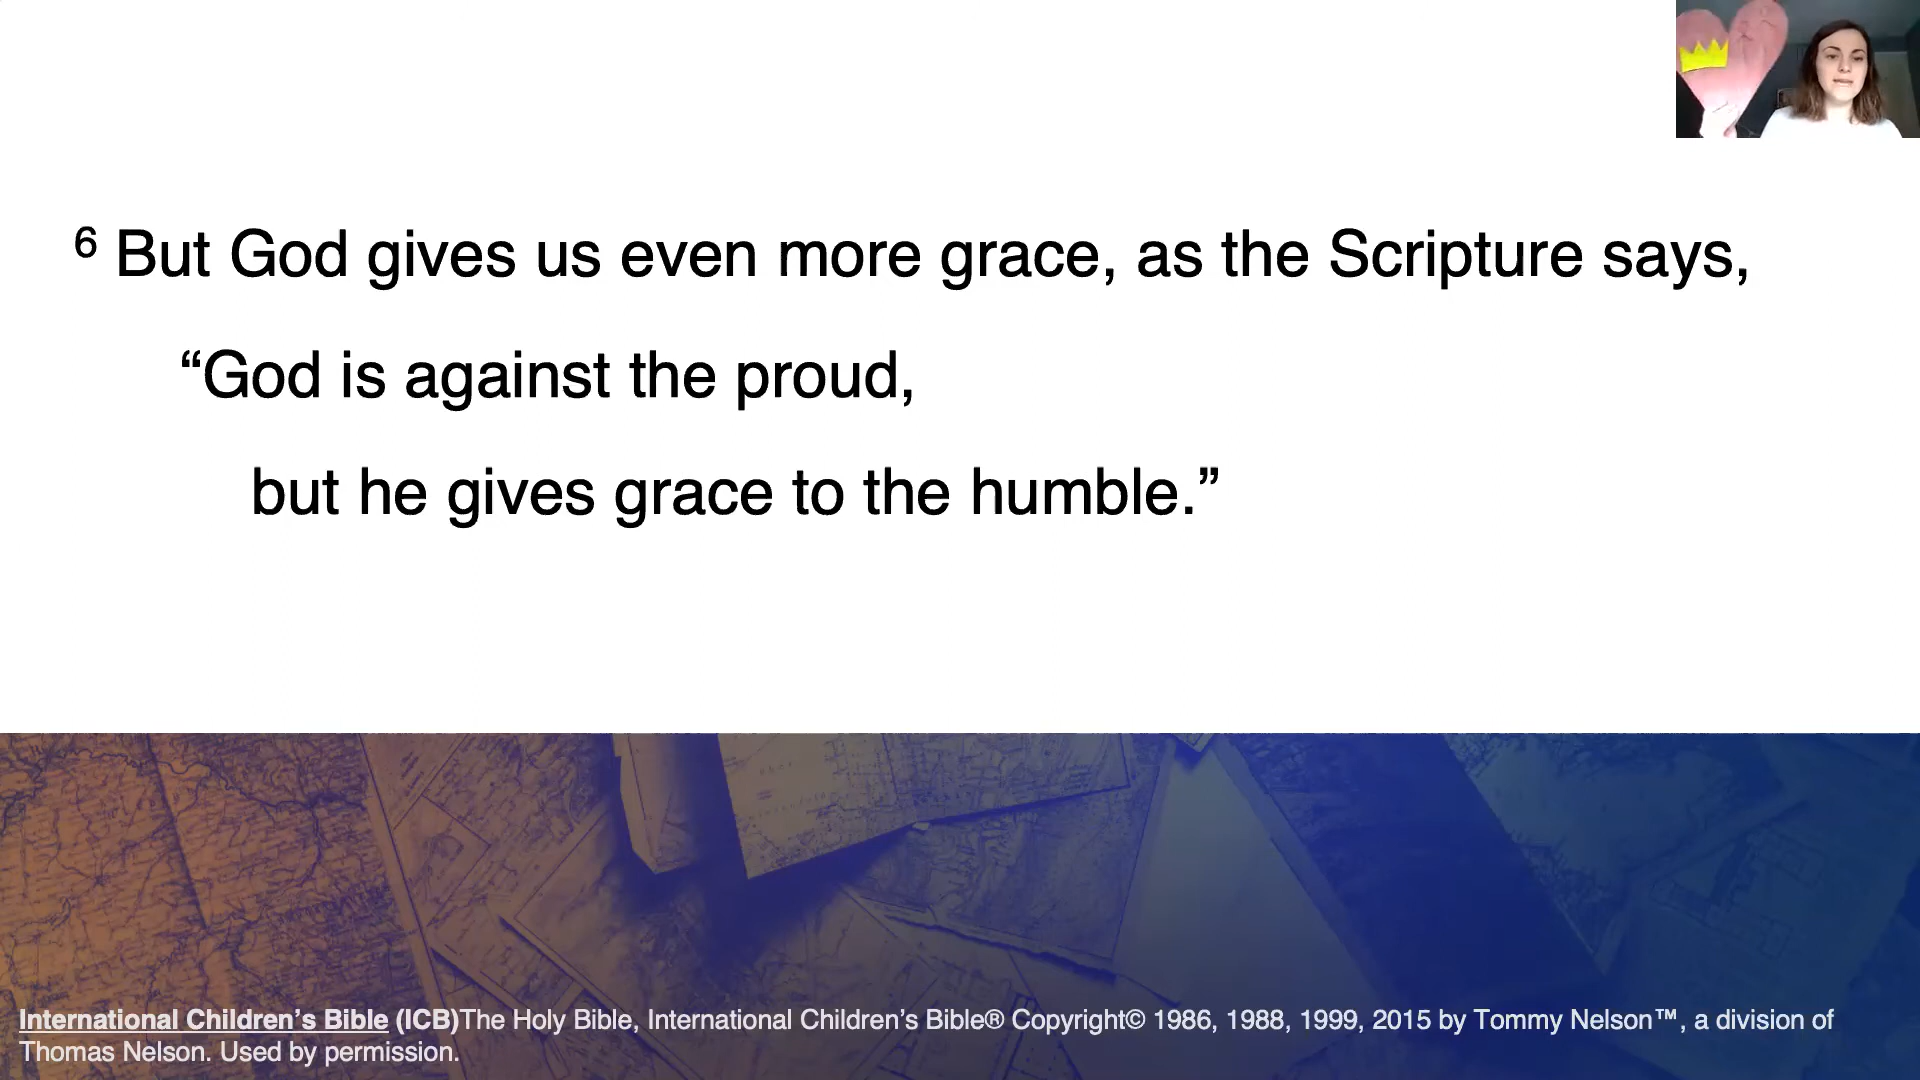 ⁶ But God gives us even more grace, as the Scripture says,
“God is against the proud,
but he gives grace to the humble.”
International Children’s Bible (ICB)The Holy Bible, International Children’s Bible® Copyright© 1986, 1988, 1999, 2015 by Tommy Nelson™, a division of
Thomas Nelson. Used by permission.